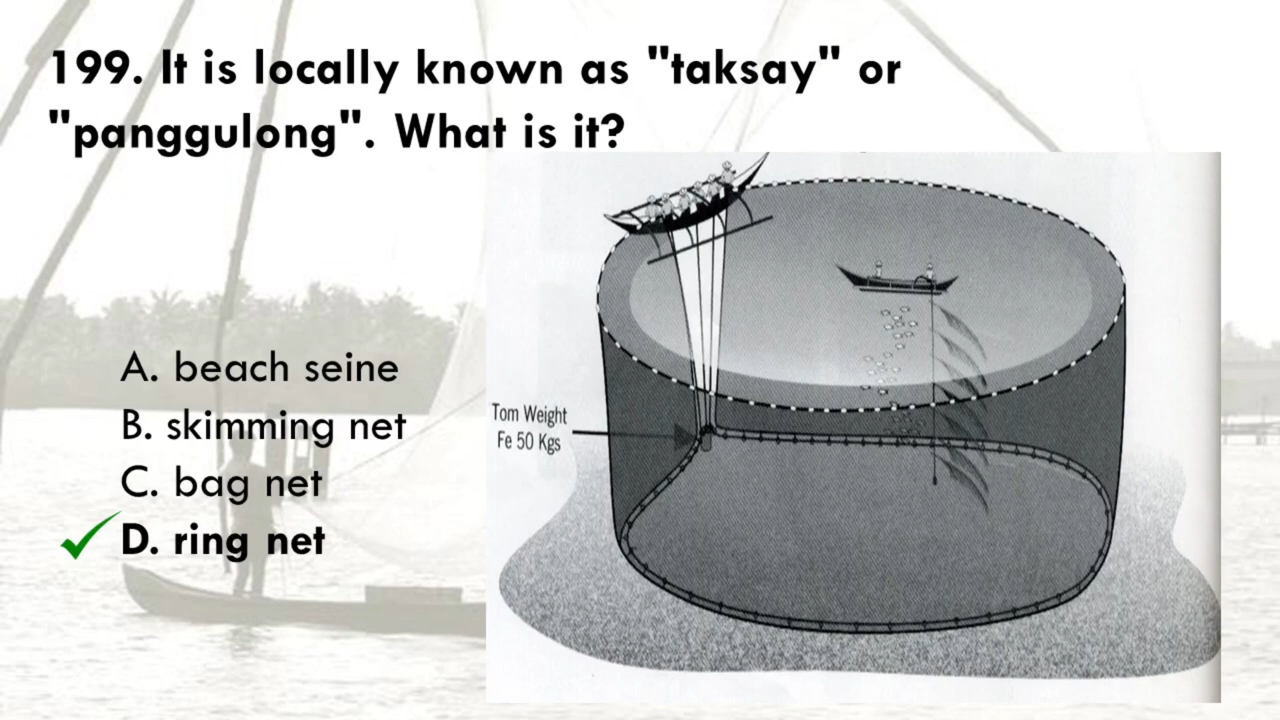 199. It is locally known as "taksay" or
"panggulong". What is it?
A. beach seine
B. skimming net
C. bag net
D. ring net
Tom Weight
Fe 50 Kgs